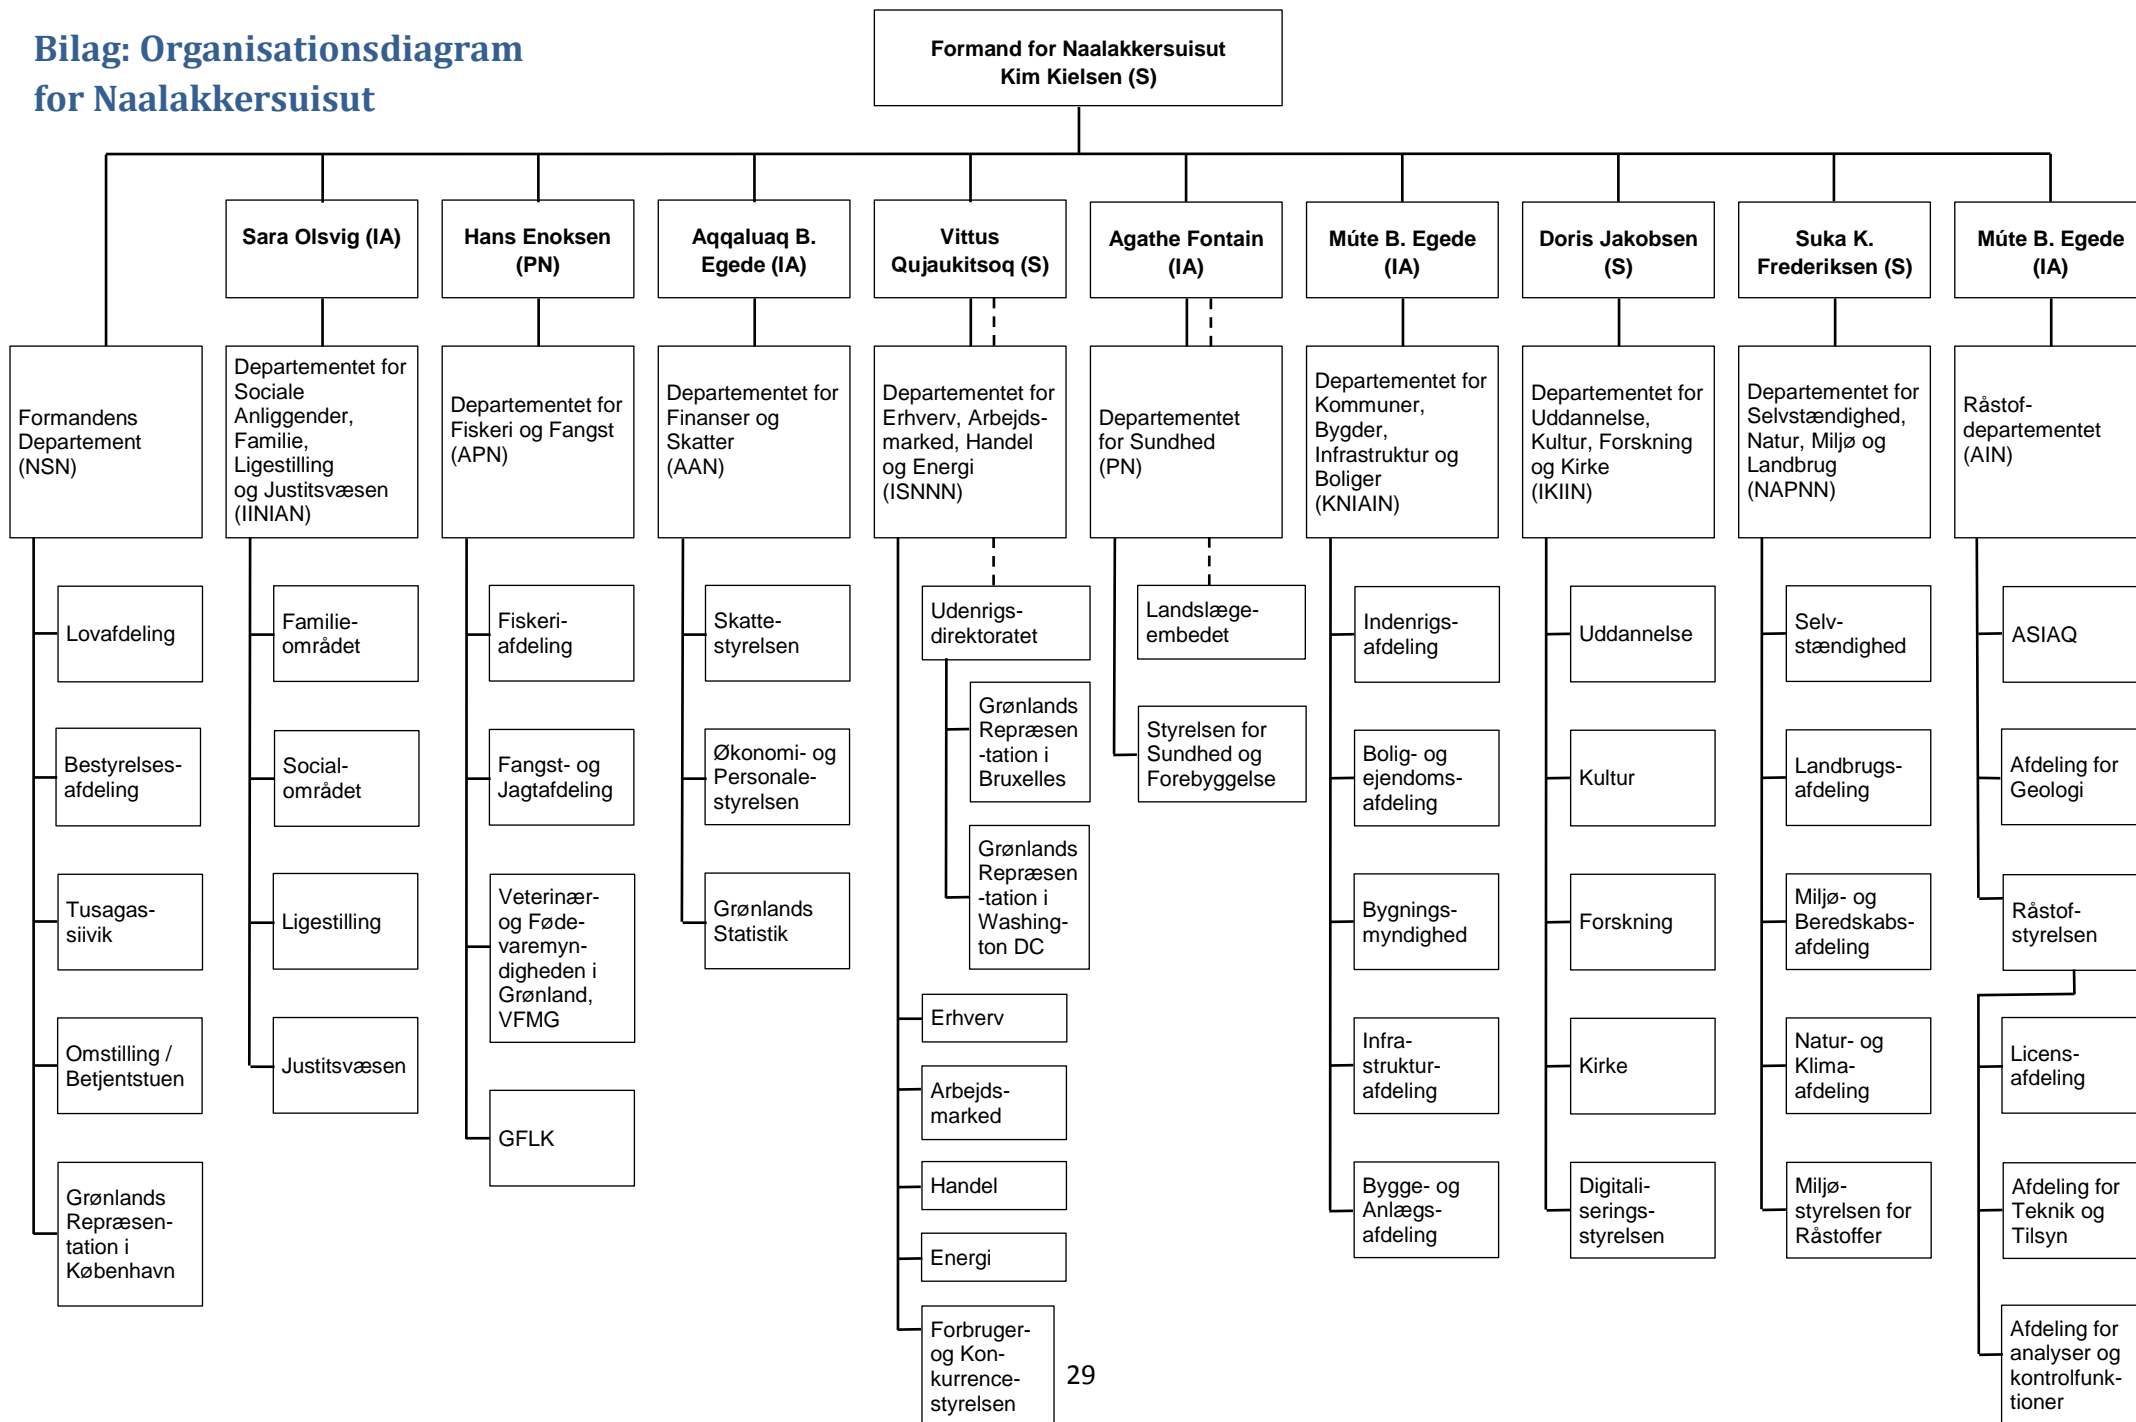 Bilag: Organisationsdiagram
for Naalakkersuisut
Formand for Naalakkersuisut
Kim Kielsen (S)
Sara Olsvig (IA)
Hans Enoksen
(PN)
Aqqaluaq B.
Egede (IA)
Vittus
Qujaukitsoq (S)
Agathe Fontain
(IA)
Múte B. Egede
(IA)
Doris Jakobsen
(S)
Suka K.
Frederiksen (S)
Múte B. Egede
(IA)
Formandens
Departement
(NSN)
Departementet for
Sociale
Anliggender,
Familie,
Ligestilling
og Justitsvæsen
(IINIAN)
Departementet for
Fiskeri og Fangst
(APN)
Departementet for
Finanser og
Skatter
(AAN)
Departementet for
Erhverv, Arbejds-
marked, Handel
og Energi
(ISNNN)
Departementet
for Sundhed
(PN)
Departementet for
Kommuner,
Bygder,
Infrastruktur og
Boliger
(KNIAIN)
Departementet for
Uddannelse,
Kultur, Forskning
og Kirke
(IKIIN)
Departementet for
Selvstændighed,
Natur, Miljø og
Landbrug
(NAPNN)
Råstof-
departementet
(AIN)
Lovafdeling
Bestyrelses-
afdeling
Tusagas-
siivik
Omstilling /
Betjentstuen
Grønlands
Repræsen-
tation i
København
Familie-
området
Social-
området
Ligestilling
Justitsvæsen
Fiskeri-
afdeling
Fangst- og
Jagtafdeling
Veterinær-
og Føde-
varemyn-
digheden i
Grønland,
VFMG
GFLK
Skatte-
styrelsen
Økonomi- og
Personale-
styrelsen
Grønlands
Statistik
Udenrigs-
direktoratet
Grønlands
Repræsen
-tation i
Bruxelles
Grønlands
Repræsen
-tation i
Washing-
ton DC
Erhverv
Arbejds-
marked
Handel
Energi
Forbruger-
og Kon-
kurrence-
styrelsen
Landslæge-
embedet
Styrelsen for
Sundhed og
Forebyggelse
Indenrigs-
afdeling
Bolig- og
ejendoms-
afdeling
Bygnings-
myndighed
Infra-
struktur-
afdeling
Bygge- og
Anlægs-
afdeling
Uddannelse
Kultur
Forskning
Kirke
Digitali-
serings-
styrelsen
Selv-
stændighed
Landbrugs-
afdeling
Miljø- og
Beredskabs-
afdeling
Natur- og
Klima-
afdeling
Miljø-
styrelsen for
Råstoffer
ASIAQ
Afdeling for
Geologi
Råstof-
styrelsen
Licens-
afdeling
Afdeling for
Teknik og
Tilsyn
Afdeling for
analyser og
kontrolfunk-
tioner
29